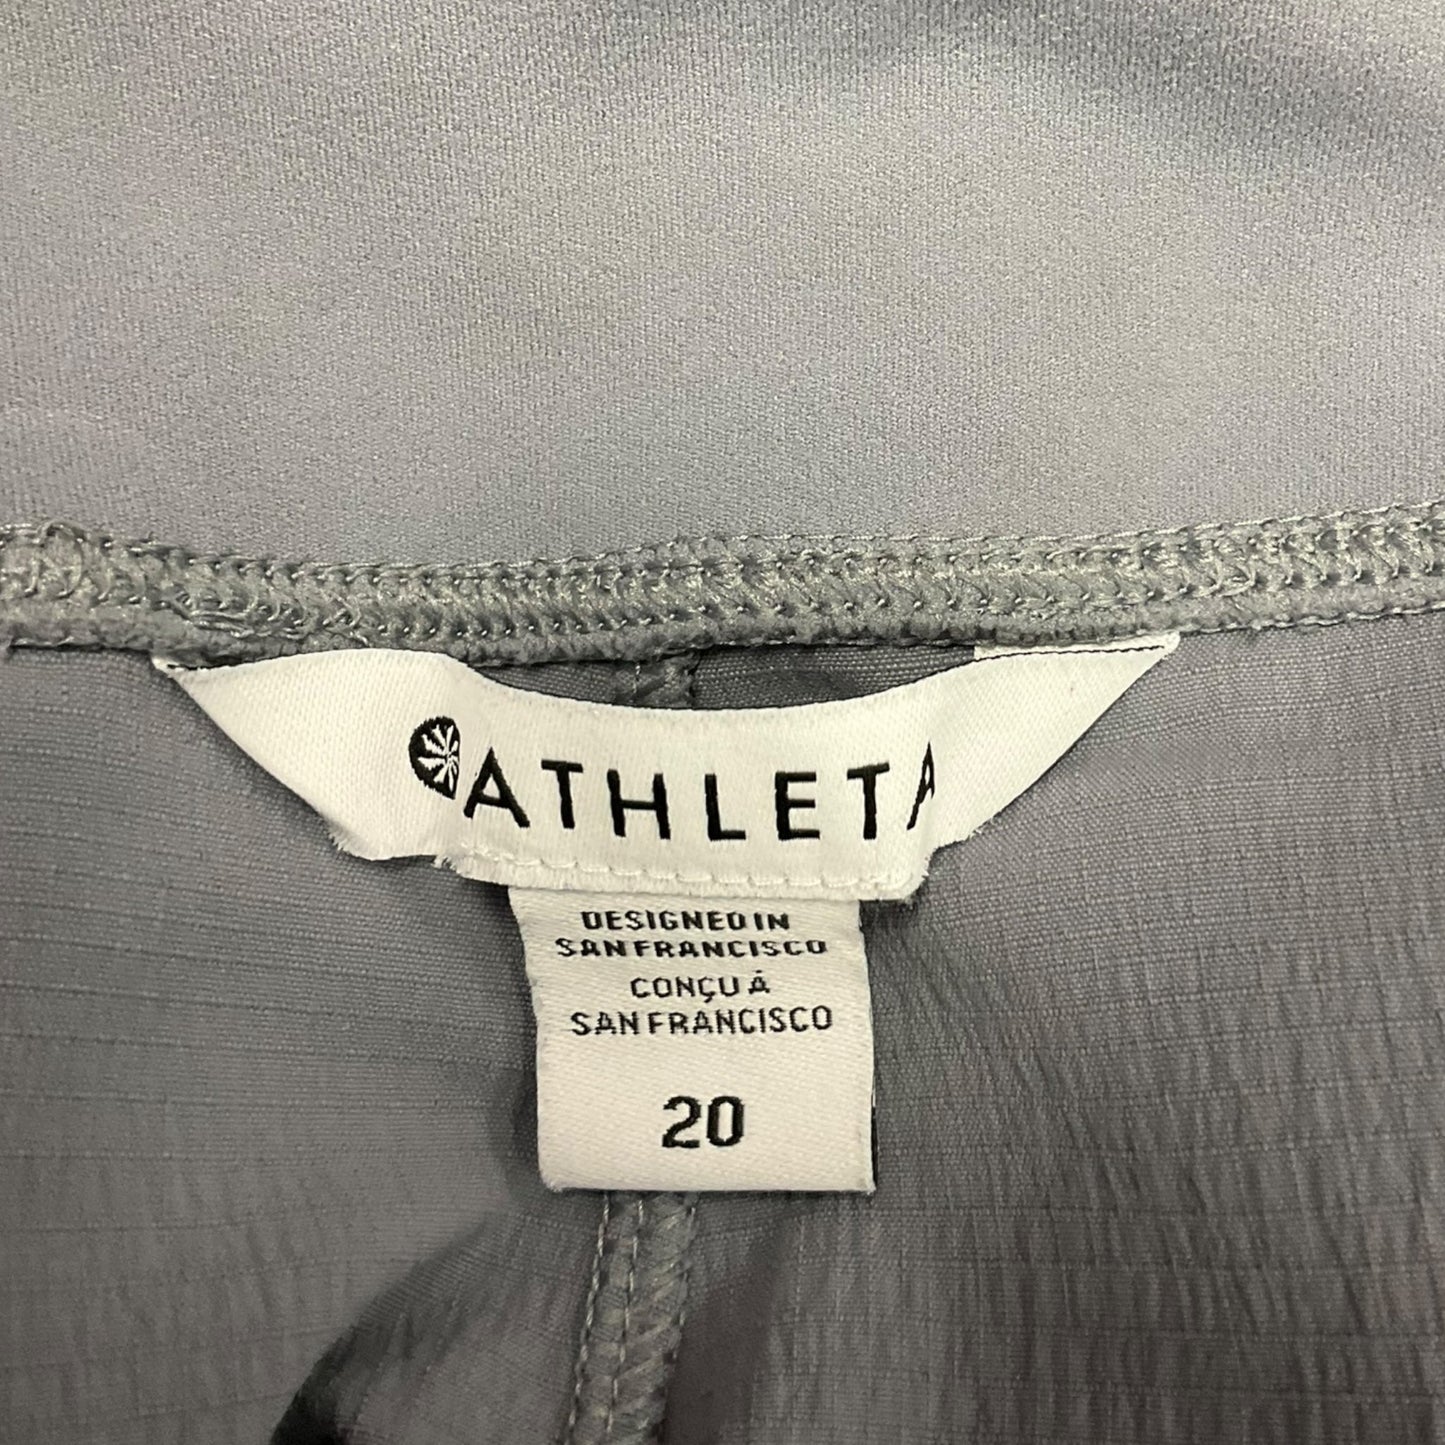 ATHLETA
DESIGNED IN
SAN FRANCISCO
CONÇU À
SAN FRANCISCO
20